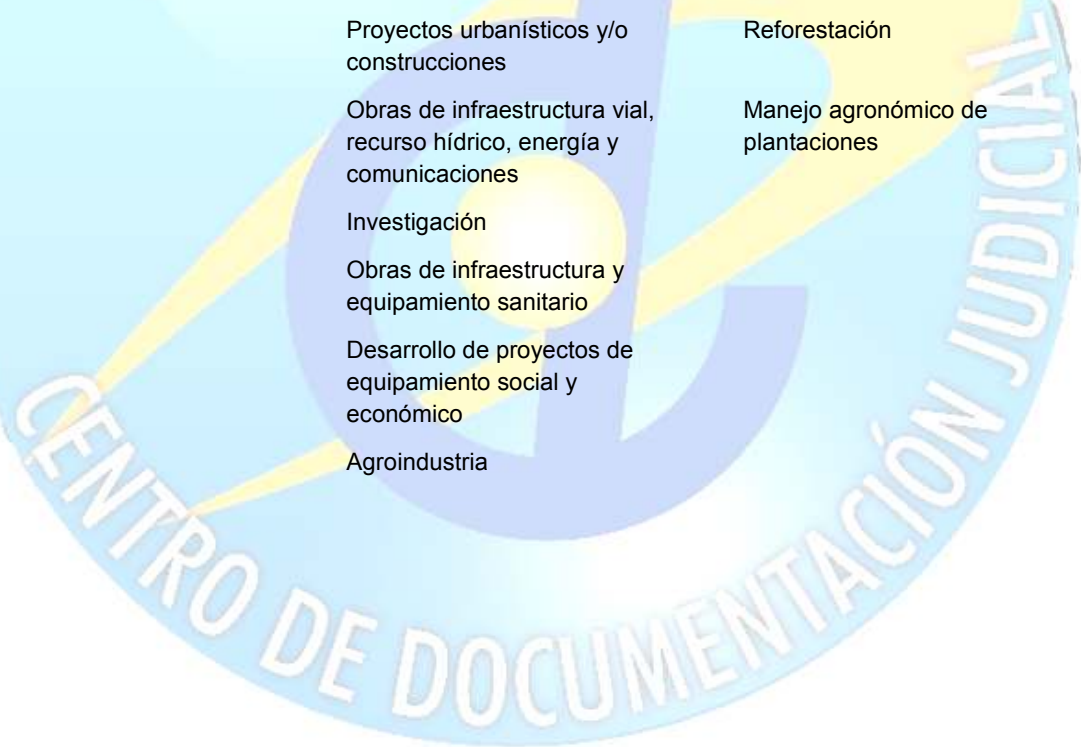 Proyectos urbanísticos y/o
construcciones
Reforestación
Obras de infraestructura vial,
recurso hídrico, energía y
comunicaciones
Manejo agronómico de
plantaciones
Investigación
Obras de infraestructura y
equipamiento sanitario
Desarrollo de proyectos de
equipamiento social y
económico
Agroindustria
CENTRO DE DOCUMENTACIÓN JUDICIAL